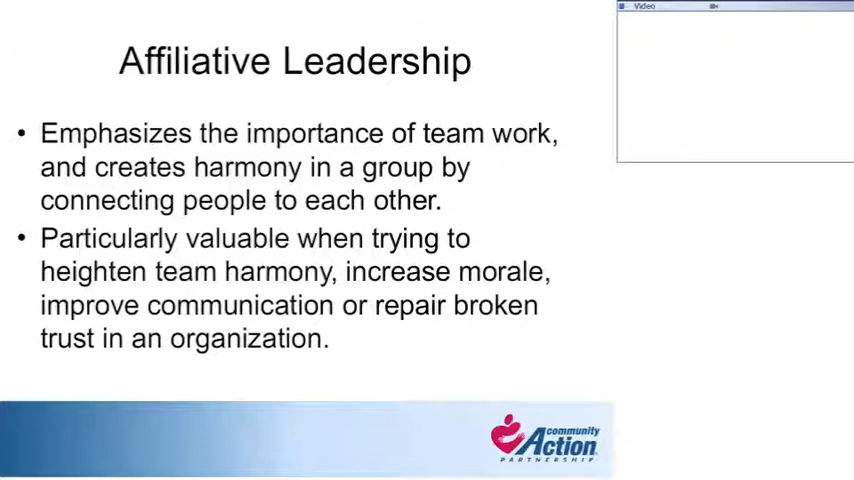 Video
Affiliative Leadership
• Emphasizes the importance of team work,
and creates harmony in a group by
connecting people to each other.
• Particularly valuable when trying to
heighten team harmony, increase morale,
improve communication or repair broken
trust in an organization.
community
Action
PARTNERSHIP